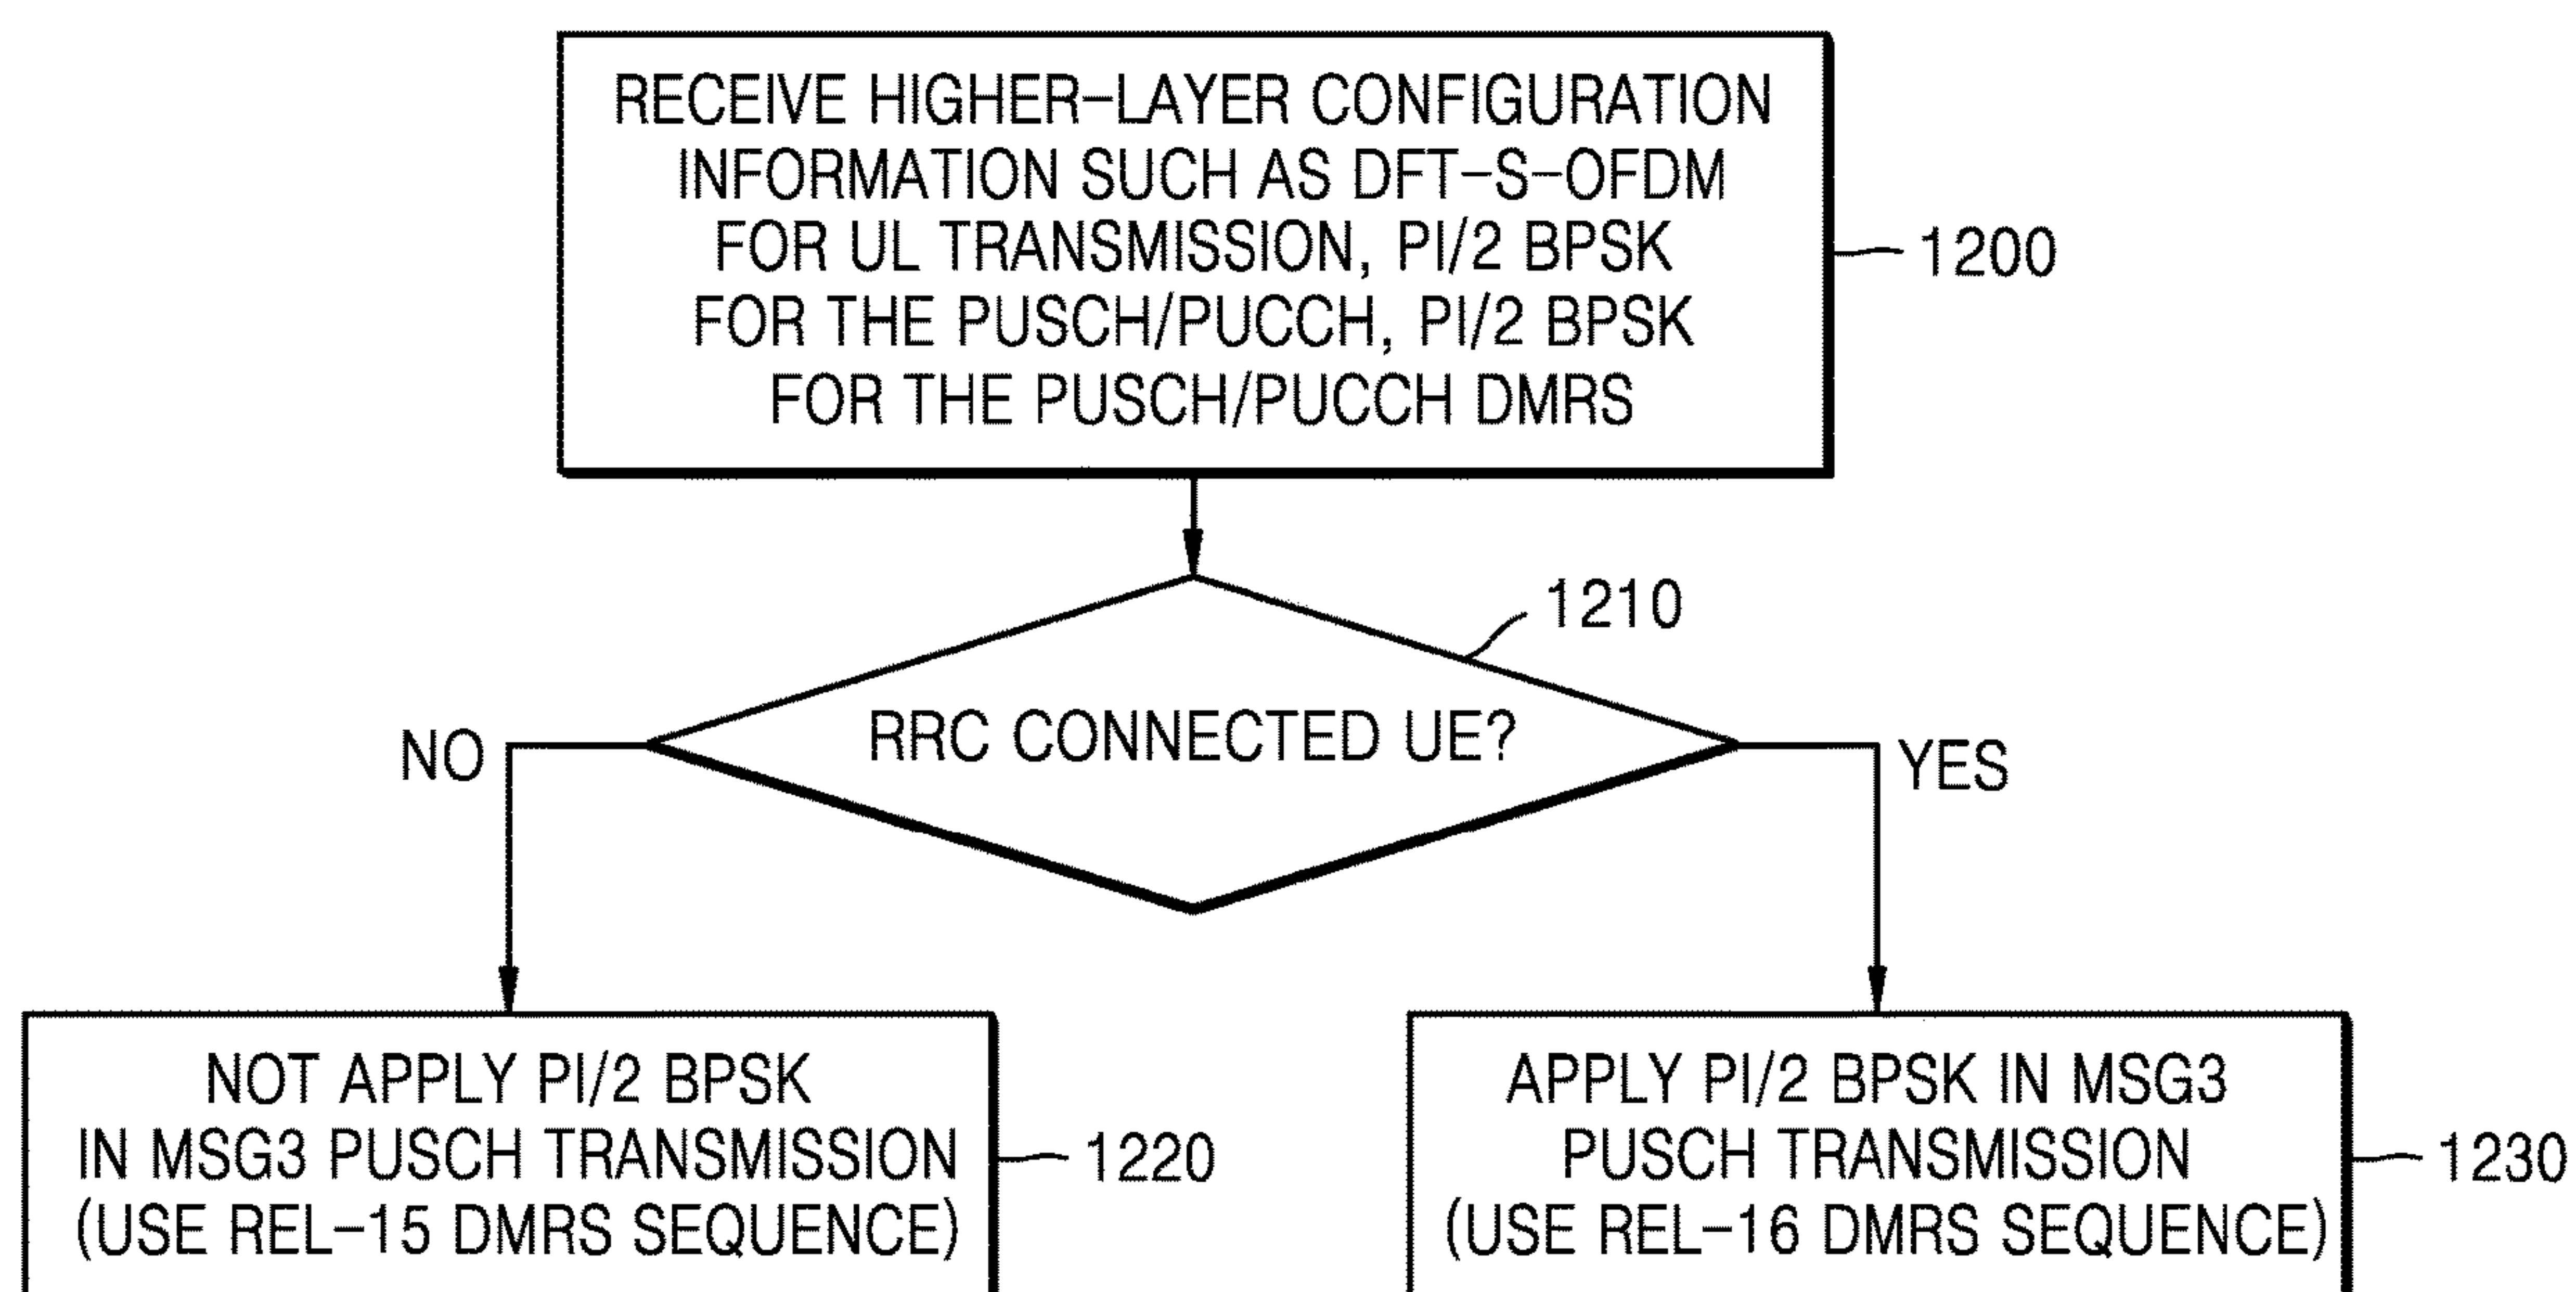 RECEIVE HIGHER-LAYER CONFIGURATION
INFORMATION SUCH AS DFT-S-OFDM
FOR UL TRANSMISSION, PI/2 BPSK
FOR THE PUSCH/PUCCH, PI/2 BPSK
FOR THE PUSCH/PUCCH DMRS
1200
1210
RRC CONNECTED UE?
NO
YES
NOT APPLY PI/2 BPSK
IN MSG3 PUSCH TRANSMISSION
(USE REL-15 DMRS SEQUENCE)
1220
APPLY PI/2 BPSK IN MSG3
PUSCH TRANSMISSION
(USE REL-16 DMRS SEQUENCE)
1230